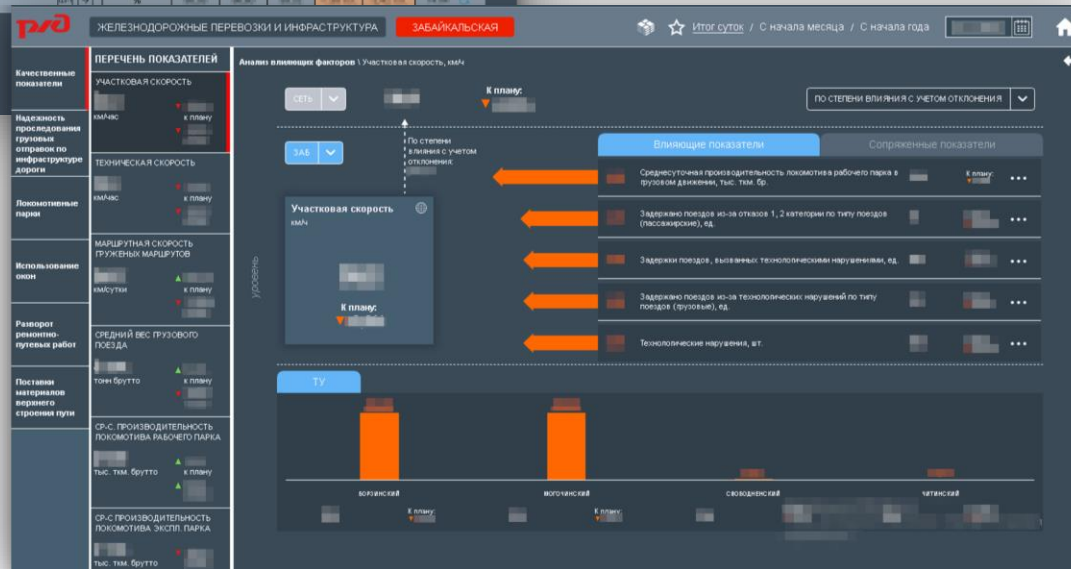 ржд
ЖЕЛЕЗНОДОРОЖНЫЕ ПЕРЕВОЗКИ И ИНФРАСТРУКТУРА
ЗАБАЙКАЛЬСКАЯ
Итог суток / С начала месяца / С начала года
Качественные
показатели
Надежность
проследования
грузовых
отправок по
инфраструктуре
дороги
Локомотивные
парки
Использование
окон
Разворот
ремонтно-
путевых работ
Поставки
материалов
верхнего
строения пути
ПЕРЕЧЕНЬ ПОКАЗАТЕЛЕЙ
УЧАСТКОВАЯ СКОРОСТЬ
км/час
к плану
ТЕХНИЧЕСКАЯ СКОРОСТЬ
км/час
к плану
МАРШРУТНАЯ СКОРОСТЬ
ГРУЖЕНЫХ МАРШРУТОВ
км/сутки
к плану
СРЕДНИЙ ВЕС ГРУЗОВОГО
ПОЕЗДА
тонн брутто
к плану
СР-С. ПРОИЗВОДИТЕЛЬНОСТЬ
ЛОКОМОТИВА РАБОЧЕГО ПАРКА
тыс. ткм. брутто
к плану
СР-С ПРОИЗВОДИТЕЛЬНОСТЬ
ЛОКОМОТИВА ЭКСПЛ. ПАРКА
тыс. ткм. брутто
к плану
Анализ влияющих факторов \ Участковая скорость, км/ч
СЕТЬ
К плану:
ПО СТЕПЕНИ ВЛИЯНИЯ С УЧЕТОМ ОТКЛОНЕНИЯ
ЗАБ
По степени
влияния с учетом
отклонения:
уровень
Участковая скорость
км/ч
К плану:
Влияющие показатели
Сопряженные показатели
Среднесуточная производительность локомотива рабочего парка в
грузовом движении, тыс. ткм. бр.
К плану:
Задержано поездов из-за отказов 1, 2 категории по типу поездов
(пассажирские), ед.
Задержки поездов, вызванных технологическими нарушениями, ед.
Задержано поездов из-за технологических нарушений по типу
поездов (грузовые), ед.
Технологические нарушения, шт.
ТУ
БОРЗИНСКИЙ
МОГОЧИНСКИЙ
СВОБОДНЕНСКИЙ
ЧИТИНСКИЙ
К плану:
К плану: